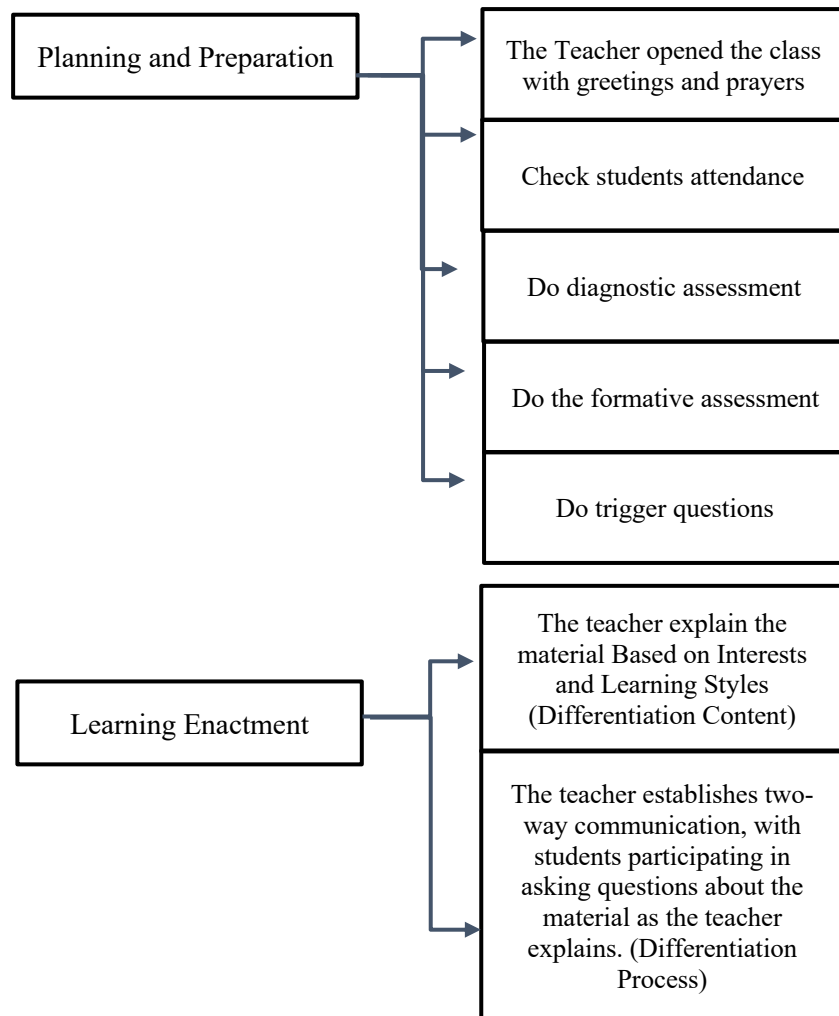 Planning and Preparation
The Teacher opened the class
with greetings and prayers
Check students attendance
Do diagnostic assessment
Do the formative assessment
Do trigger questions
Learning Enactment
The teacher explain the
material Based on Interests
and Learning Styles
(Differentiation Content)
The teacher establishes two-
way communication, with
students participating in
asking questions about the
material as the teacher
explains. (Differentiation
Process)